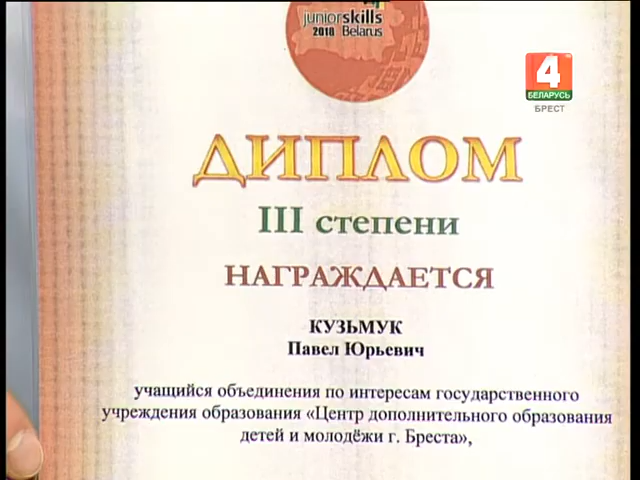 juniorskills
2018 Belarus
4
БЕЛАРУСЬ
БРЕСТ
ДИПЛОМ
III степени
НАГРАЖДАЕТСЯ
КУЗЬМУК
Павел Юрьевич
учащийся объединения по интересам государственного
учреждения образования «Центр дополнительного образования
детей и молодёжи г. Бреста»,